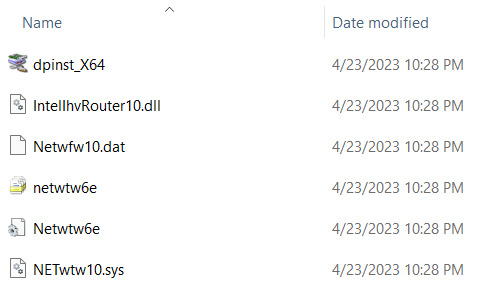 Name Date modified
dpinst_X64 4/23/2023 10:28 PM
IntelIhvRouter10.dll 4/23/2023 10:28 PM
Netwfw10.dat 4/23/2023 10:28 PM
netwtw6e 4/23/2023 10:28 PM
Netwtw6e 4/23/2023 10:28 PM
NETwtw10.sys 4/23/2023 10:28 PM